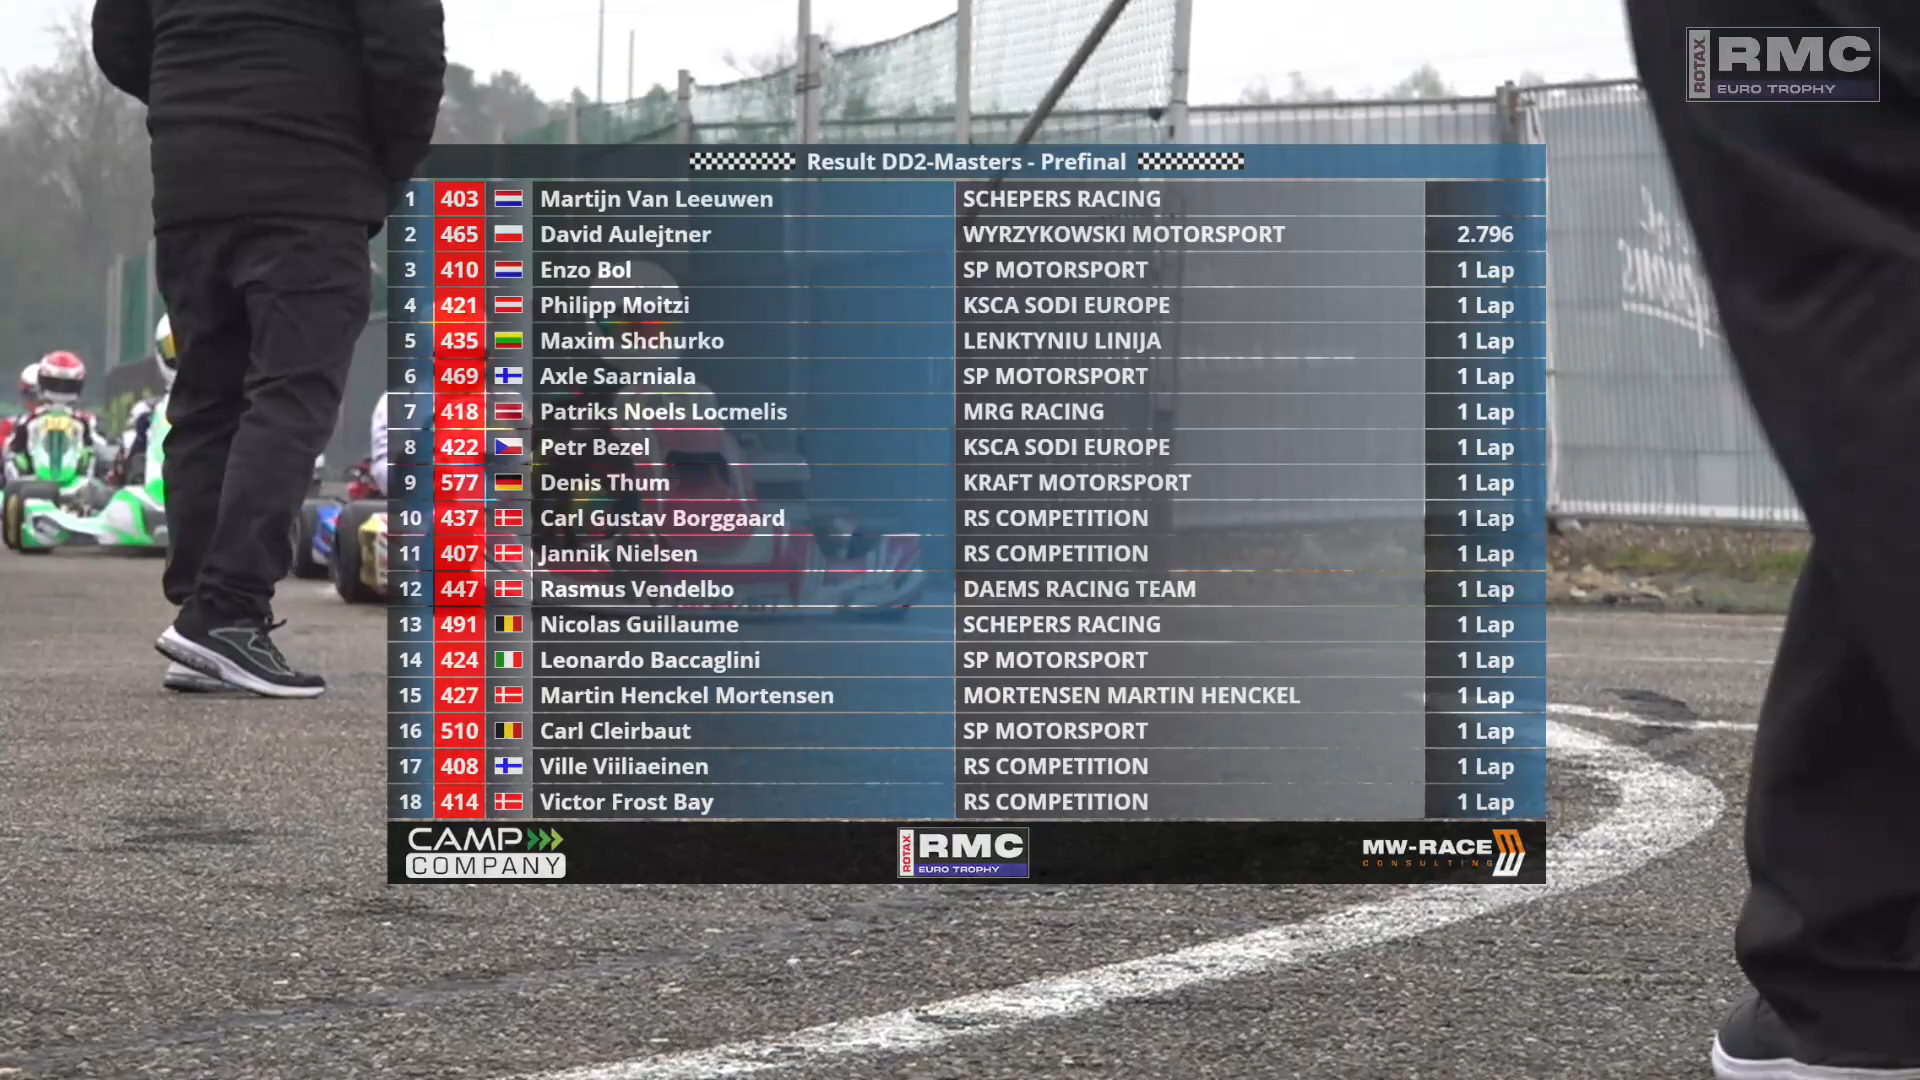 ROTAX RMC
EURO TROPHY
Result DD2-Masters - Prefinal
1 403 Martijn Van Leeuwen SCHEPERS RACING
2 465 David Aulejtner WYRZYKOWSKI MOTORSPORT 2.796
3 410 Enzo Bol SP MOTORSPORT 1 Lap
4 421 Philipp Moitzi KSCA SODI EUROPE 1 Lap
5 435 Maxim Shchurko LENKTYNIU LINIJA 1 Lap
6 469 Axle Saarniala SP MOTORSPORT 1 Lap
7 418 Patriks Noels Locmelis MRG RACING 1 Lap
8 422 Petr Bezel KSCA SODI EUROPE 1 Lap
9 577 Denis Thum KRAFT MOTORSPORT 1 Lap
10 437 Carl Gustav Borggaard RS COMPETITION 1 Lap
11 407 Jannik Nielsen RS COMPETITION 1 Lap
12 447 Rasmus Vendelbo DAEMS RACING TEAM 1 Lap
13 491 Nicolas Guillaume SCHEPERS RACING 1 Lap
14 424 Leonardo Baccaglini SP MOTORSPORT 1 Lap
15 427 Martin Henckel Mortensen MORTENSEN MARTIN HENCKEL 1 Lap
16 510 Carl Cleirbaut SP MOTORSPORT 1 Lap
17 408 Ville Viiliaeinen RS COMPETITION 1 Lap
18 414 Victor Frost Bay RS COMPETITION 1 Lap
CAMP
COMPANY
ROTAX RMC
EURO TROPHY
MW-RACE
CONSULTING